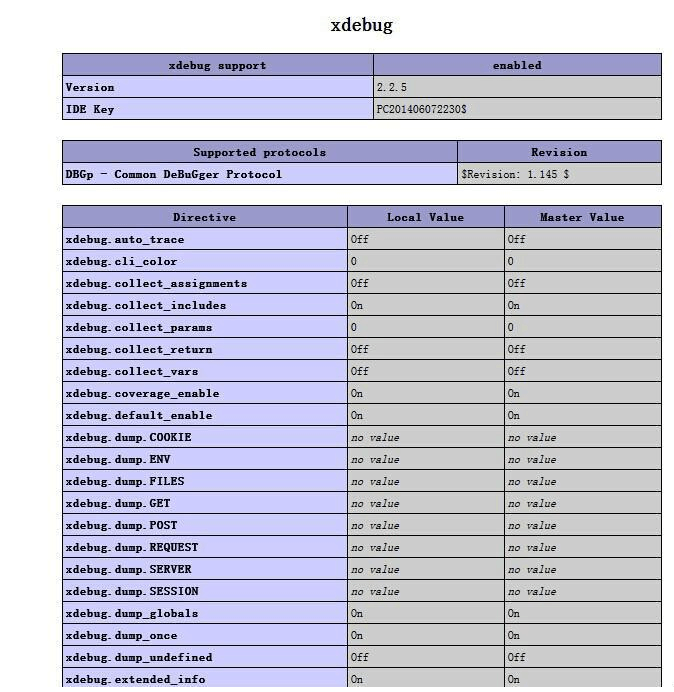 xdebug
xdebug support enabled
Version 2.2.5
IDE Key PC201406072230$
Supported protocols Revision
DBGp - Common DeBuGger Protocol $Revision: 1.145 $
Directive Local Value Master Value
xdebug.auto_trace Off Off
xdebug.cli_color 0 0
xdebug.collect_assignments Off Off
xdebug.collect_includes On On
xdebug.collect_params 0 0
xdebug.collect_return Off Off
xdebug.collect_vars Off Off
xdebug.coverage_enable On On
xdebug.default_enable On On
xdebug.dump.COOKIE no value no value
xdebug.dump.ENV no value no value
xdebug.dump.FILES no value no value
xdebug.dump.GET no value no value
xdebug.dump.POST no value no value
xdebug.dump.REQUEST no value no value
xdebug.dump.SERVER no value no value
xdebug.dump.SESSION no value no value
xdebug.dump_globals On On
xdebug.dump_once On On
xdebug.dump_undefined Off Off
xdebug.extended_info On On